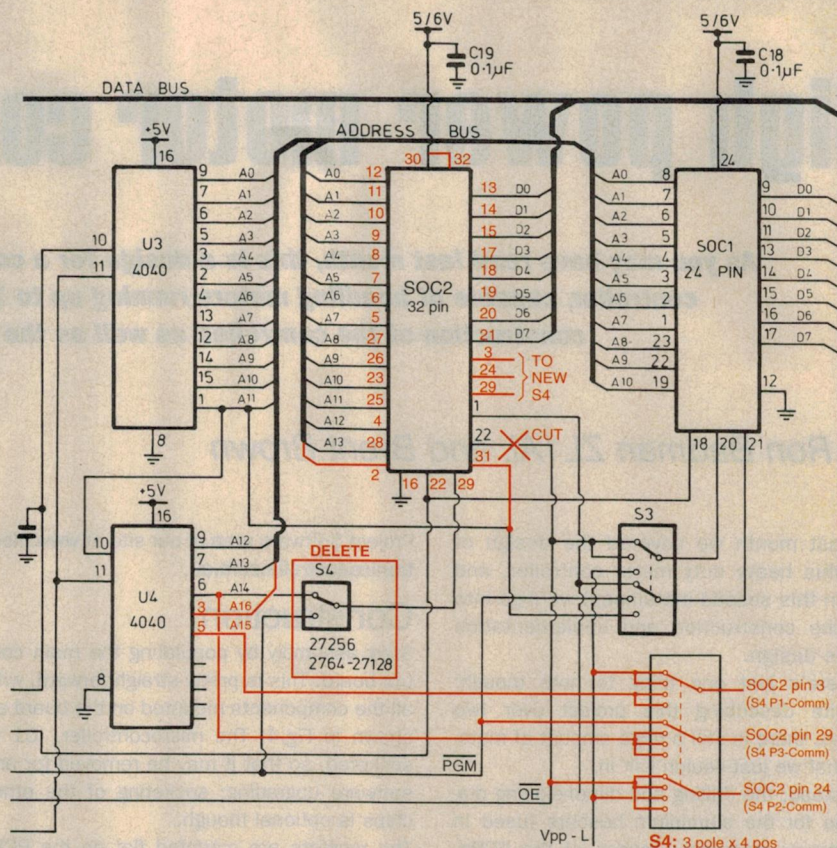 5/6V
5/6V
C19
0·1µF
C18
0·1µF
DATA BUS
+5V
16
ADDRESS BUS
30
32
24
U3
4040
10
11
9
7
6
5
3
2
4
13
12
14
15
1
A0
A1
A2
A3
A4
A5
A6
A7
A8
A9
A10
A11
8
A0
A1
A2
A3
A5
A6
A7
A8
A9
A10
A11
A12
A13
12
11
10
9
7
5
27
26
23
25
4
28
2
SOC2
32 pin
13
14
15
18
19
20
21
D0
D1
D2
D3
D4
D5
D6
D7
3
24
29
TO
NEW
S4
1
22
CUT
31
16
22
29
A0
A1
A2
A3
A4
A5
A6
A7
A8
A9
A10
8
7
6
5
4
3
2
1
23
22
19
SOC1
24 PIN
9
10
11
13
14
15
16
17
D0
D1
D2
D3
D4
D5
D6
D7
12
18
20
21
+5V
16
U4
4040
10
11
8
9
7
6
3
5
A12
A13
A14
A16
A15
DELETE
S4
27256
2764-27128
S3
PGM
OE
Vpp - L
SOC2 pin 3
(S4 P1-Comm)
SOC2 pin 29
(S4 P3-Comm)
SOC2 pin 24
(S4 P2-Comm)
S4: 3 pole x 4 pos